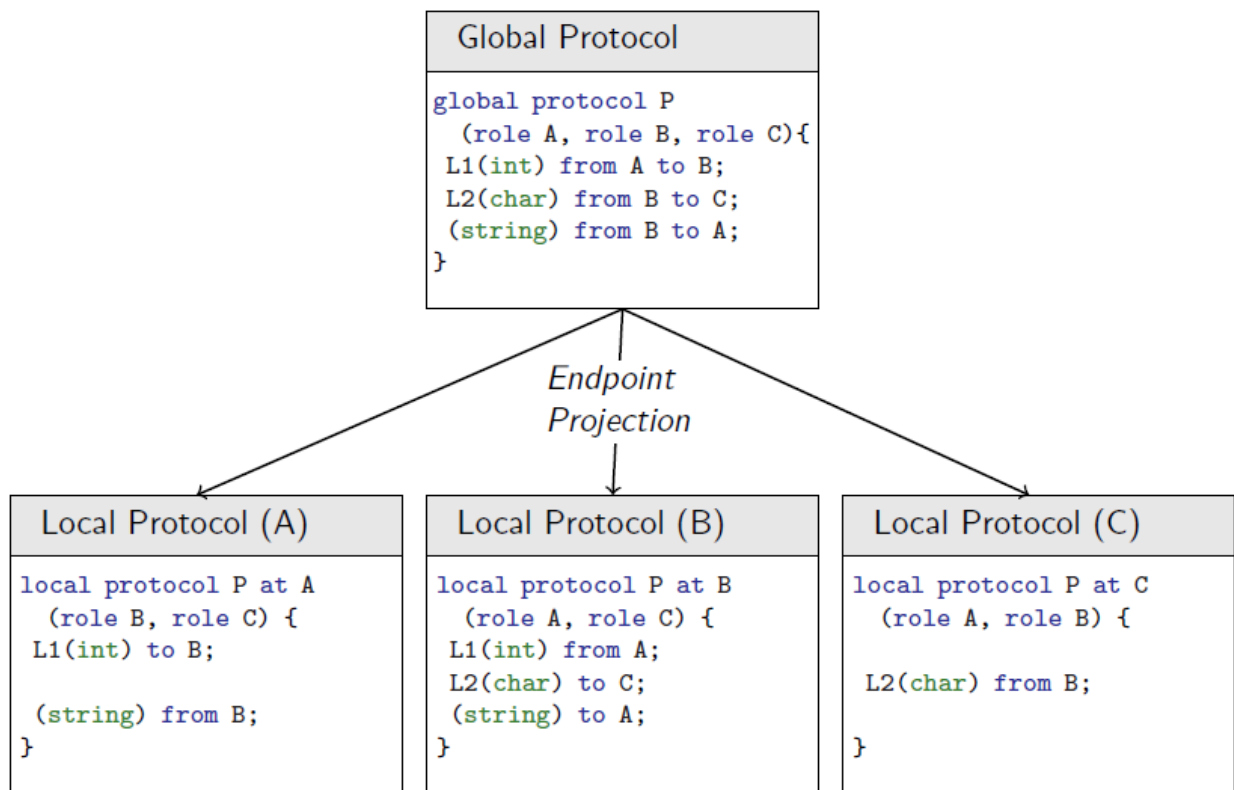 Global Protocol
global protocol P
(role A, role B, role C){
L1(int) from A to B;
L2(char) from B to C;
(string) from B to A;
}
Endpoint
Projection
Local Protocol (A)
local protocol P at A
(role B, role C) {
L1(int) to B;
(string) from B;
}
Local Protocol (B)
local protocol P at B
(role A, role C) {
L1(int) from A;
L2(char) to C;
(string) to A;
}
Local Protocol (C)
local protocol P at C
(role A, role B) {
L2(char) from B;
}